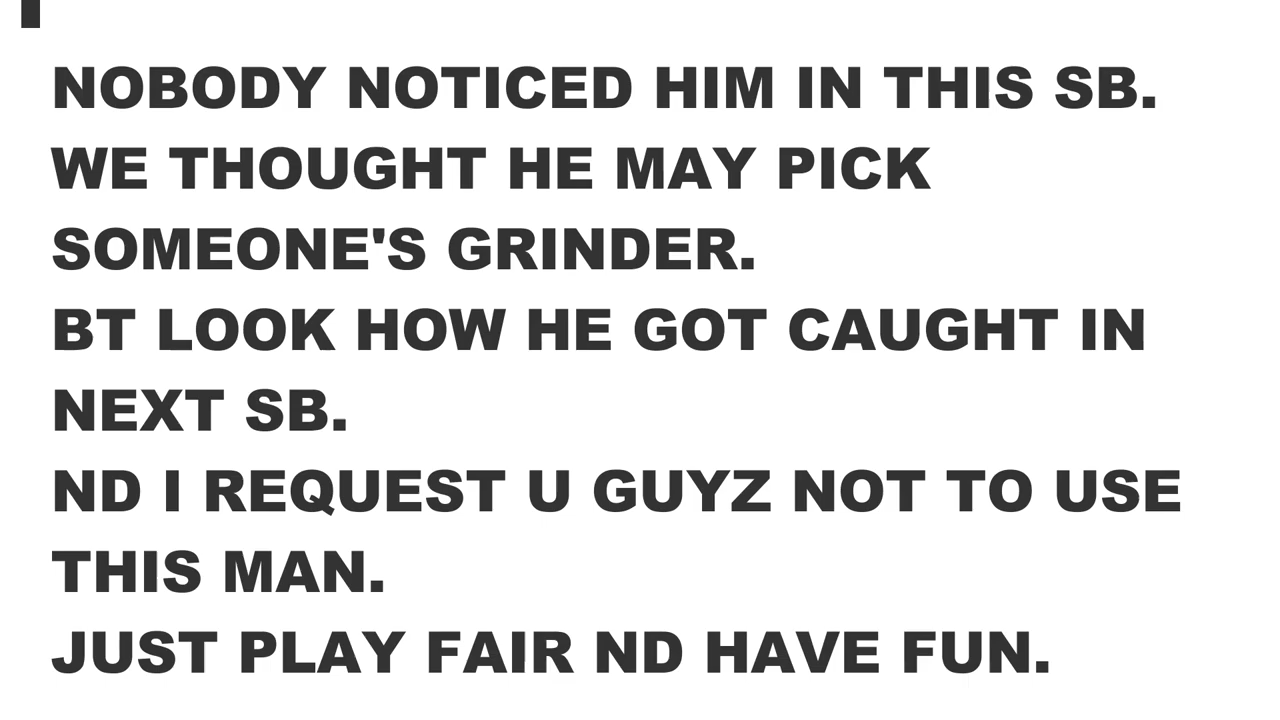 NOBODY NOTICED HIM IN THIS SB.
WE THOUGHT HE MAY PICK
SOMEONE'S GRINDER.
BT LOOK HOW HE GOT CAUGHT IN
NEXT SB.
ND I REQUEST U GUYZ NOT TO USE
THIS MAN.
JUST PLAY FAIR ND HAVE FUN.